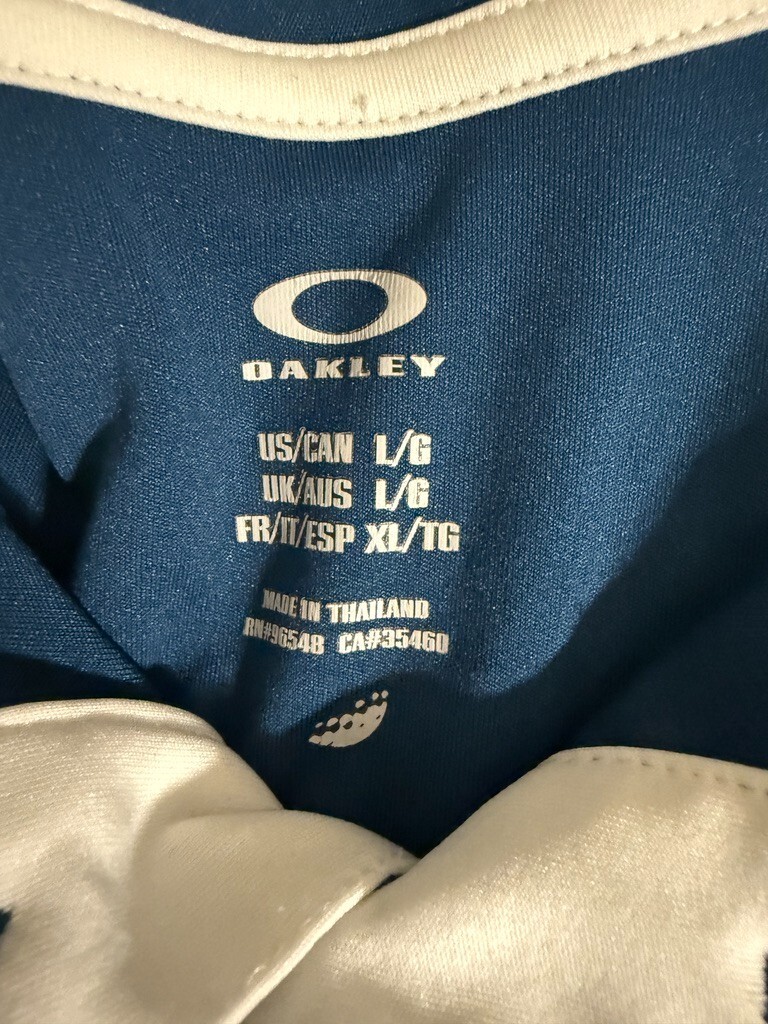 OAKLEY
US/CAN L/G
UK/AUS L/G
FR/IT/ESP XL/TG
MADE IN THAILAND
RN#96548 CA#35460